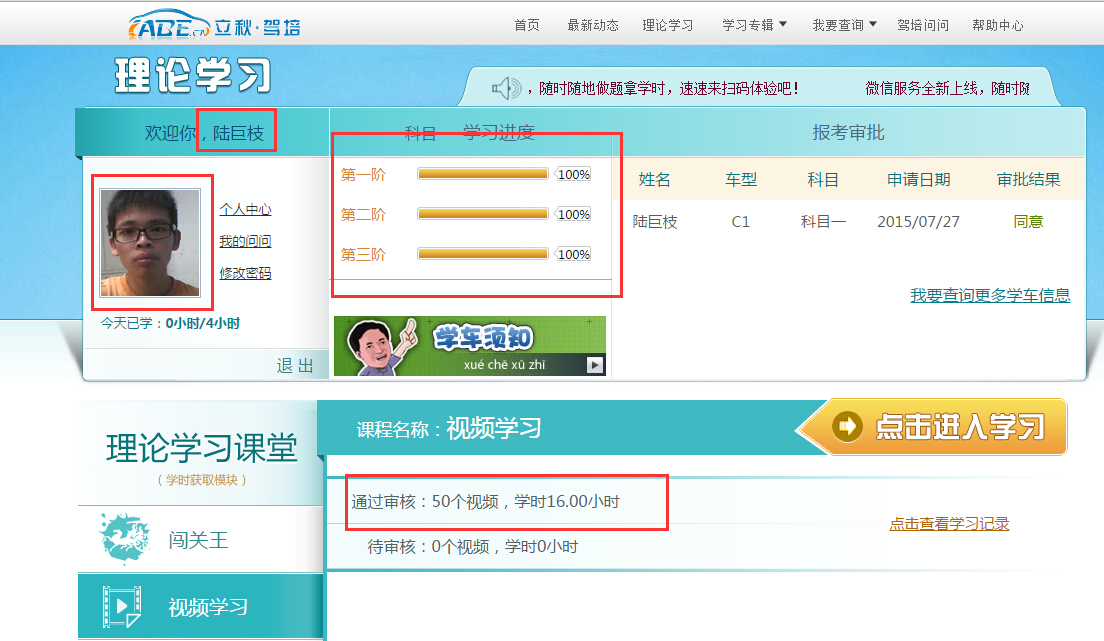 iABC.CN 立秋·驾培
首页 最新动态 理论学习 学习专辑 我要查询 驾培问问 帮助中心
理论学习
，随时随地做题拿学时，速速来扫码体验吧！ 微信服务全新上线，随时
欢迎你，陆巨枝
科目一学习进度
报考审批
第一阶 100%
第二阶 100%
第三阶 100%
个人中心
我的问问
修改密码
今天已学：0小时/4小时
退 出
学车须知
xué chē xū zhī
姓名 车型 科目 申请日期 审批结果
陆巨枝 C1 科目一 2015/07/27 同意
我要查询更多学车信息
理论学习课堂
（学时获取模块）
闯关王
视频学习
课程名称：视频学习
点击进入学习
通过审核：50个视频，学时16.00小时
待审核：0个视频，学时0小时
点击查看学习记录